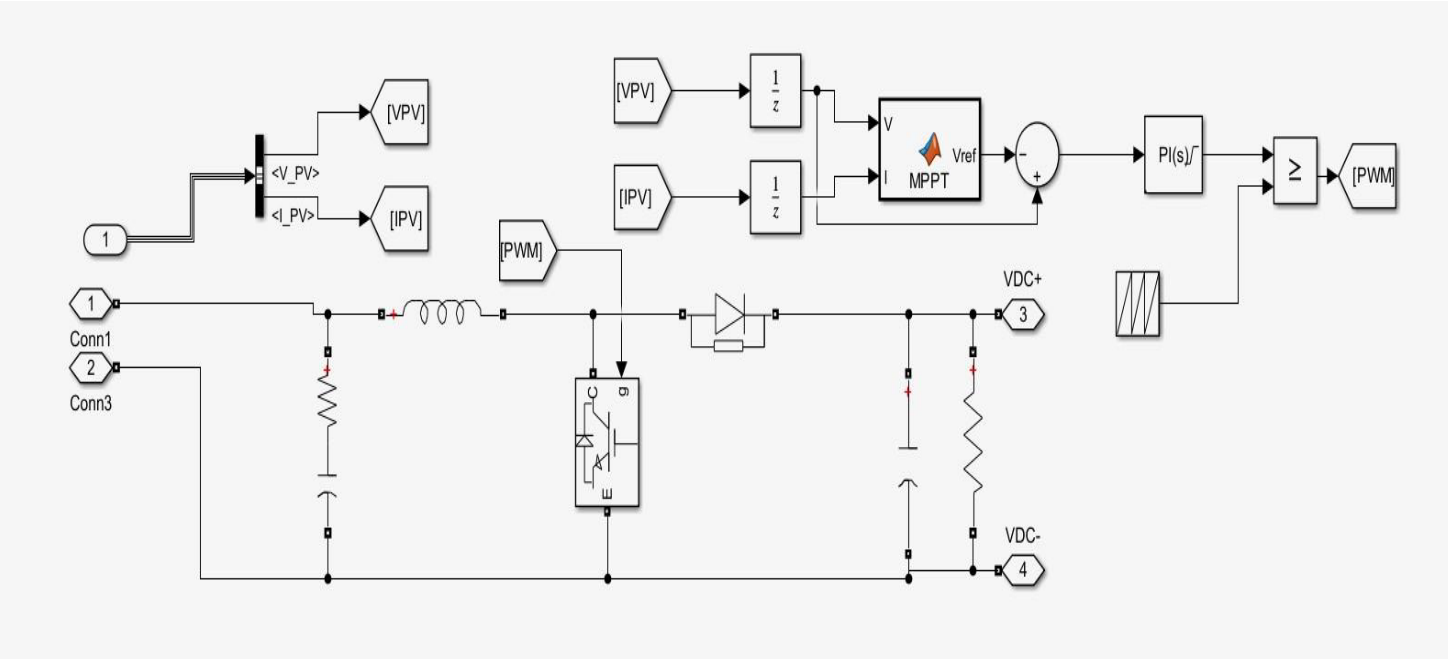 [VPV]
<V_PV>
<I_PV>
[IPV]
1
1
Conn1
2
Conn3
[PWM]
[VPV]
1
z
[IPV]
1
z
V
I
Vref
MPPT
−
+
PI(s)
≥
[PWM]
+
C
g
E
+
+
+
VDC+
3
VDC-
4